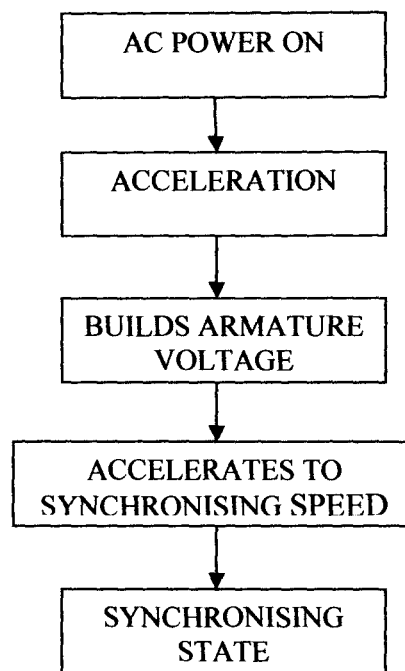 AC POWER ON
ACCELERATION
BUILDS ARMATURE
VOLTAGE
ACCELERATES TO
SYNCHRONISING SPEED
SYNCHRONISING
STATE